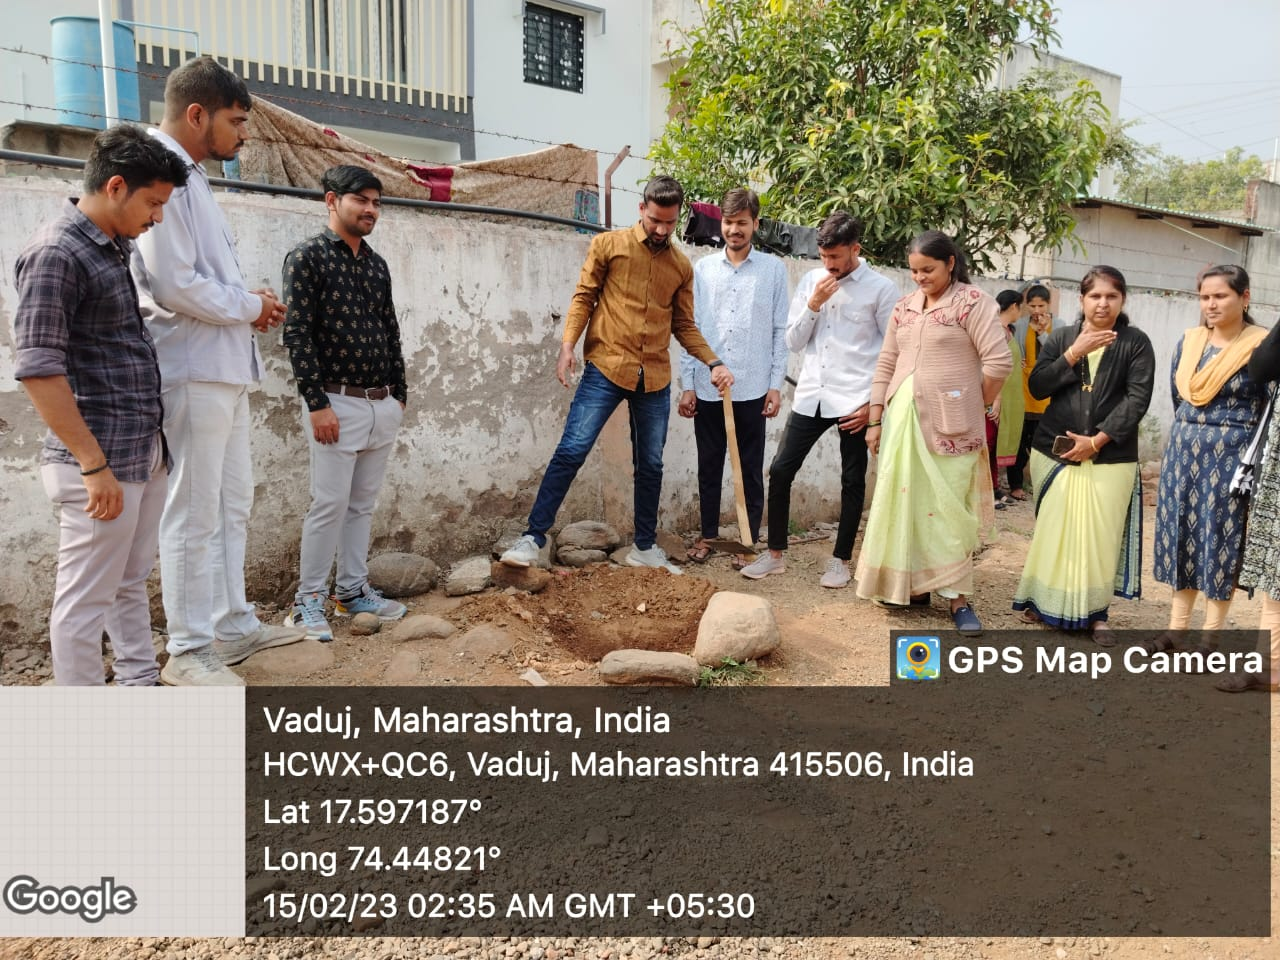 GPS Map Camera
Vaduj, Maharashtra, India
HCWX+QC6, Vaduj, Maharashtra 415506, India
Lat 17.597187°
Long 74.44821°
15/02/23 02:35 AM GMT +05:30
Google